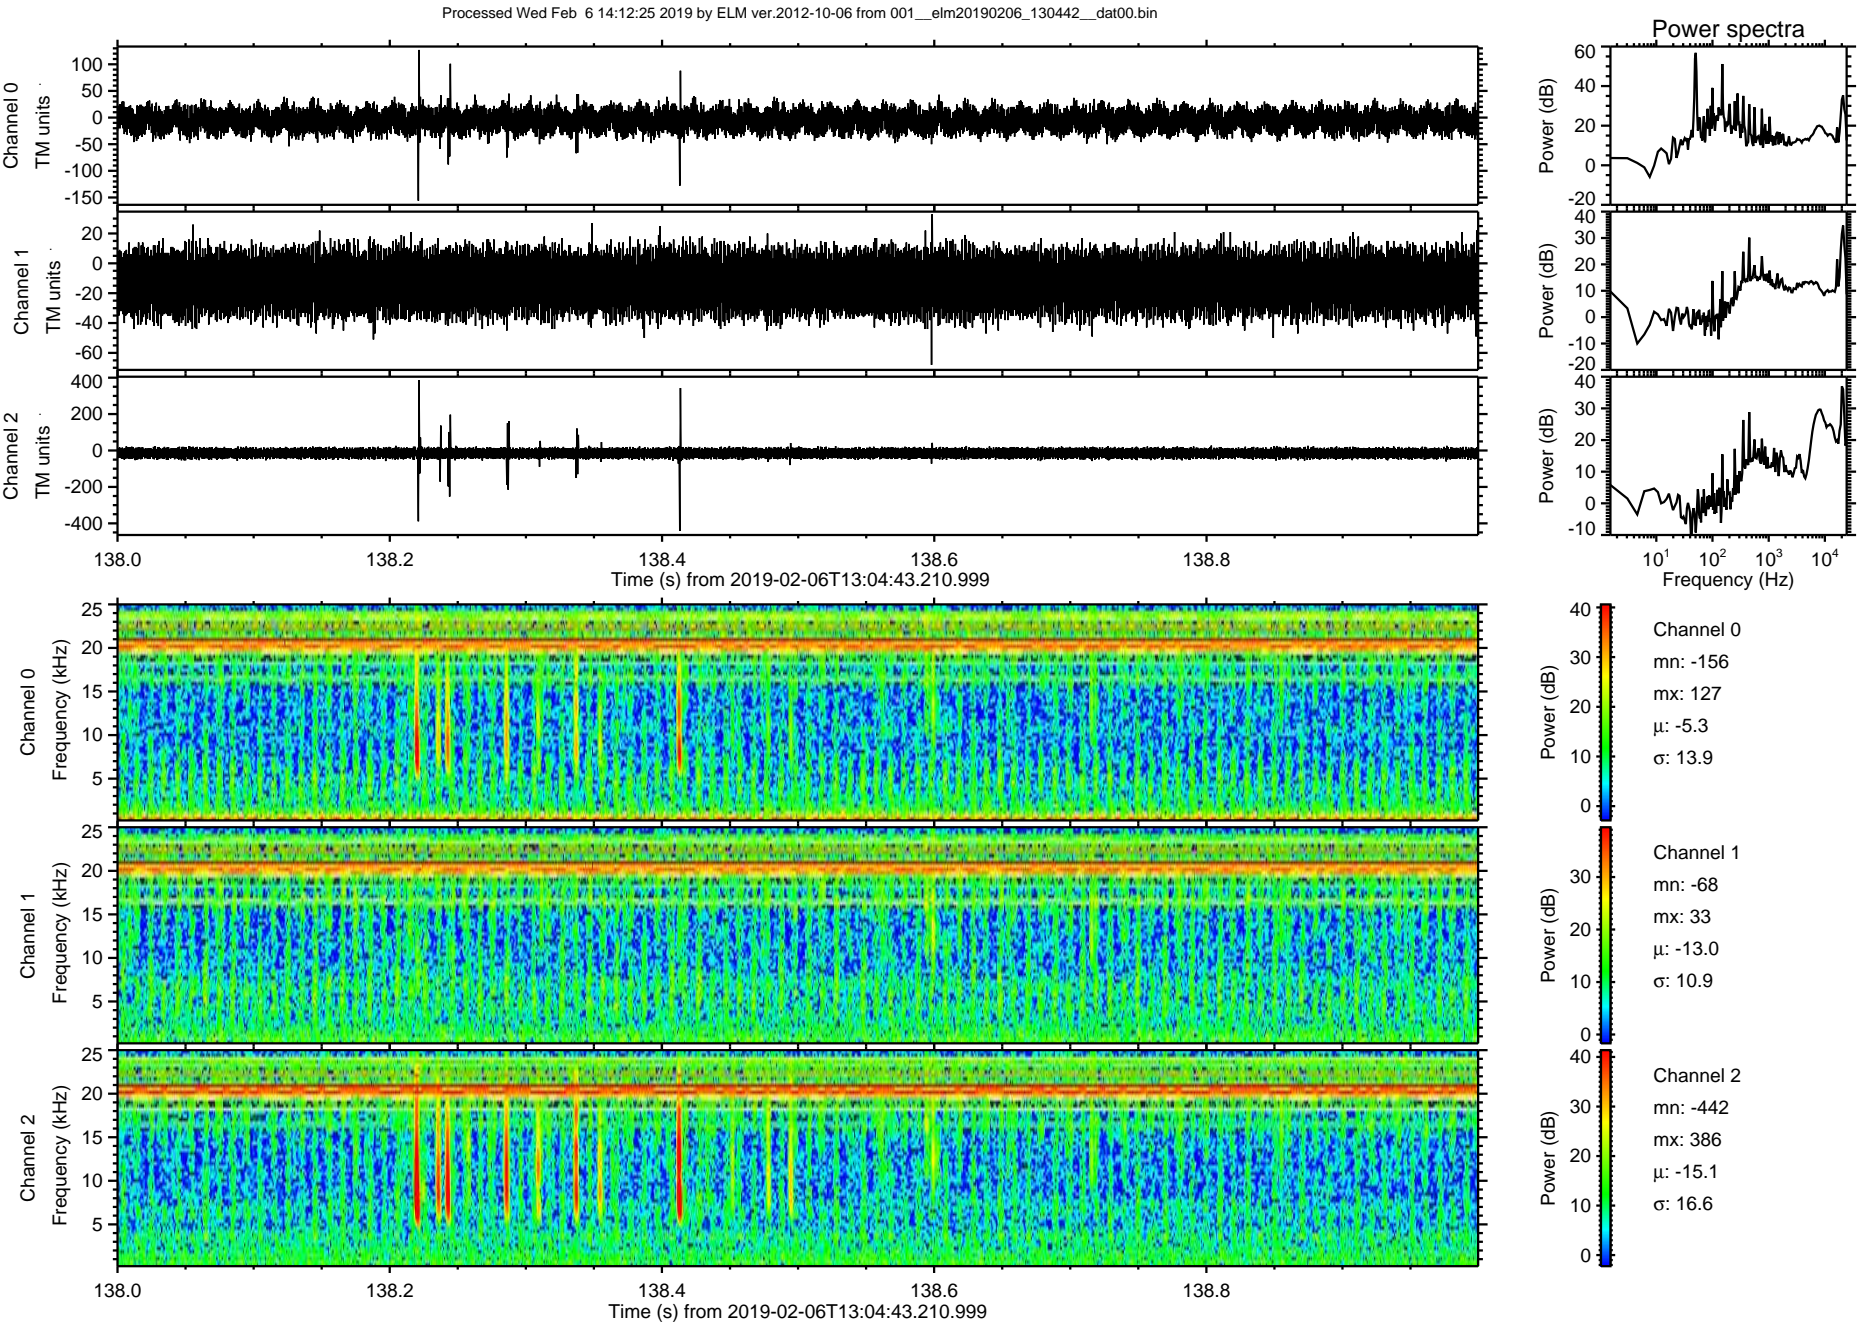 Processed Wed Feb  6 14:12:25 2019 by ELM ver.2012-10-06 from 001__elm20190206_130442__dat00.bin
Power spectra
Channel 0
TM units
100
50
0
-50
-100
-150
Power (dB)
60
40
20
0
-20
Channel 1
TM units
20
0
-20
-40
-60
Power (dB)
40
30
20
10
0
-10
-20
Channel 2
TM units
400
200
0
-200
-400
Power (dB)
40
30
20
10
0
-10
138.0 138.2 138.4 138.6 138.8
Time (s) from 2019-02-06T13:04:43.210.999
10^1 10^2 10^3 10^4
Frequency (Hz)
Channel 0
Frequency (kHz)
25
20
15
10
5
Power (dB)
40
30
20
10
0
Channel 0
mn: -156
mx: 127
μ: -5.3
σ: 13.9
Channel 1
Frequency (kHz)
25
20
15
10
5
Power (dB)
30
20
10
0
Channel 1
mn: -68
mx: 33
μ: -13.0
σ: 10.9
Channel 2
Frequency (kHz)
25
20
15
10
5
Power (dB)
40
30
20
10
0
Channel 2
mn: -442
mx: 386
μ: -15.1
σ: 16.6
138.0 138.2 138.4 138.6 138.8
Time (s) from 2019-02-06T13:04:43.210.999